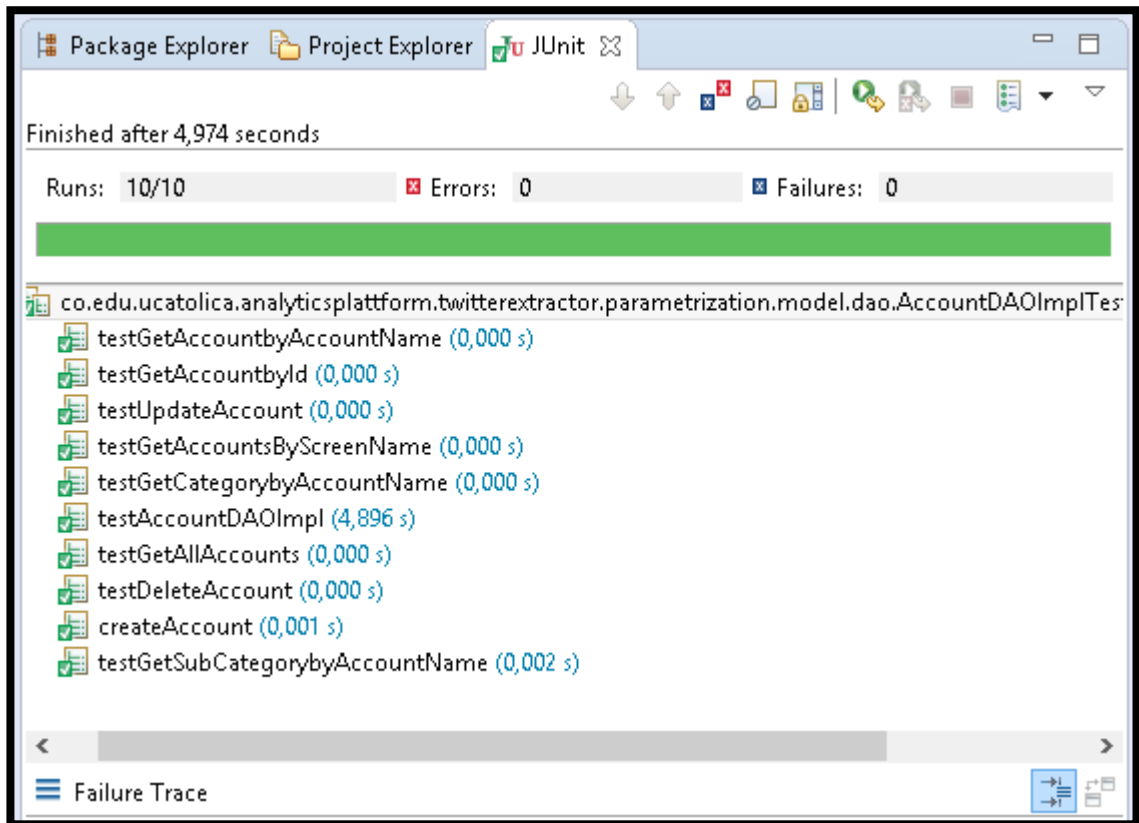 Package Explorer Project Explorer JU JUnit
Finished after 4,974 seconds
Runs: 10/10 Errors: 0 Failures: 0
co.edu.ucatolica.analyticsplattform.twitterextractor.parametrization.model.dao.AccountDAOImplTes
testGetAccountbyAccountName (0,000 s)
testGetAccountbyId (0,000 s)
testUpdateAccount (0,000 s)
testGetAccountsByScreenName (0,000 s)
testGetCategorybyAccountName (0,000 s)
testAccountDAOImpl (4,896 s)
testGetAllAccounts (0,000 s)
testDeleteAccount (0,000 s)
createAccount (0,001 s)
testGetSubCategorybyAccountName (0,002 s)
Failure Trace